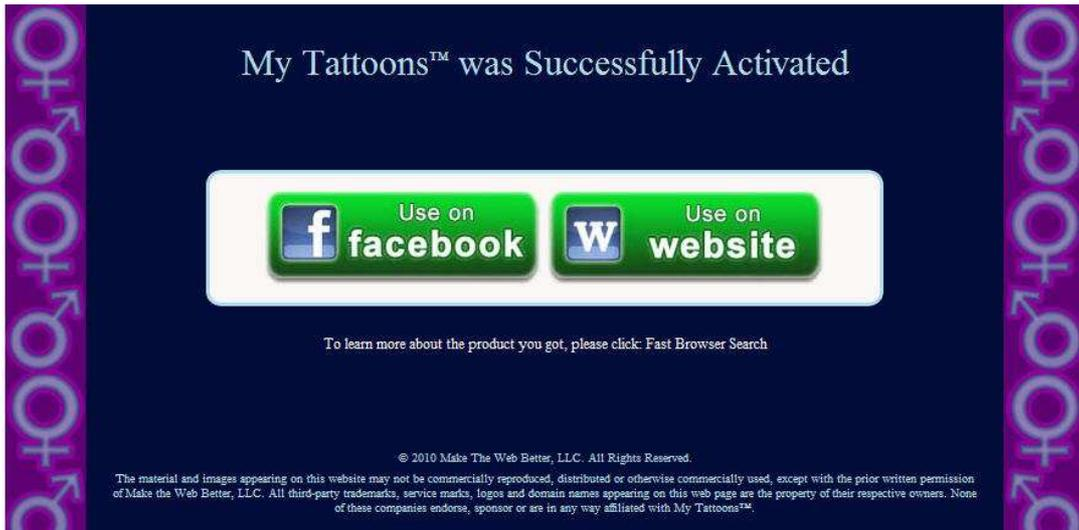 My Tattoons™ was Successfully Activated
f
Use on
facebook
W
Use on
website
To learn more about the product you got, please click: Fast Browser Search
© 2010 Make The Web Better, LLC. All Rights Reserved.
The material and images appearing on this website may not be commercially reproduced, distributed or otherwise commercially used, except with the prior written permission
of Make the Web Better, LLC. All third-party trademarks, service marks, logos and domain names appearing on this web page are the property of their respective owners. None
of these companies endorse, sponsor or are in any way affiliated with My Tattoons™.